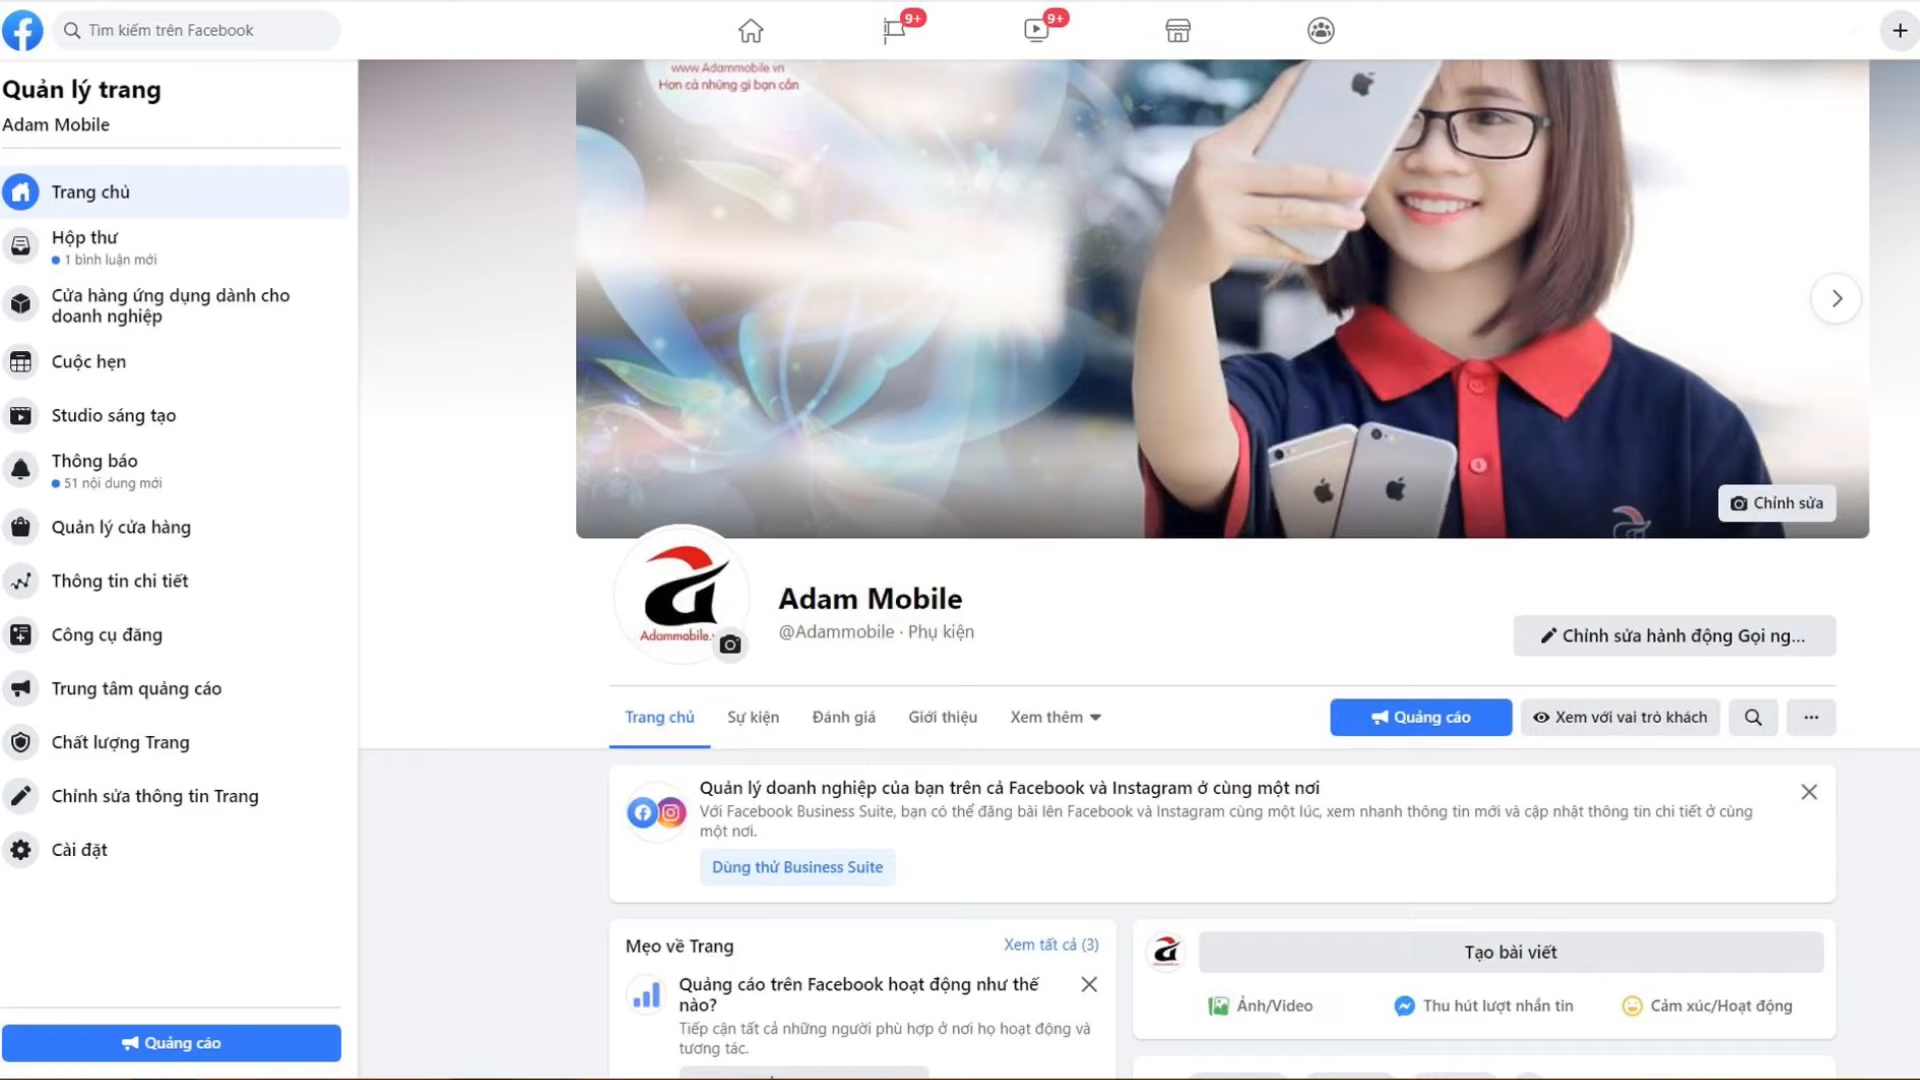 Tìm kiếm trên Facebook
9+
9+
Quản lý trang
Adam Mobile
Trang chủ
Hộp thư
1 bình luận mới
Cửa hàng ứng dụng dành cho
doanh nghiệp
Cuộc hẹn
Studio sáng tạo
Thông báo
51 nội dung mới
Quản lý cửa hàng
Thông tin chi tiết
Công cụ đăng
Trung tâm quảng cáo
Chất lượng Trang
Chỉnh sửa thông tin Trang
Cài đặt
Quảng cáo
www.Adammobile.vn
Hơn cả những gì bạn cần
Chỉnh sửa
Adammobile.
Adam Mobile
@Adammobile · Phụ kiện
Chỉnh sửa hành động Gọi ng...
Trang chủ
Sự kiện
Đánh giá
Giới thiệu
Xem thêm
Quảng cáo
Xem với vai trò khách
Quản lý doanh nghiệp của bạn trên cả Facebook và Instagram ở cùng một nơi
Với Facebook Business Suite, bạn có thể đăng bài lên Facebook và Instagram cùng một lúc, xem nhanh thông tin mới và cập nhật thông tin chi tiết ở cùng
một nơi.
Dùng thử Business Suite
Mẹo về Trang
Xem tất cả (3)
Quảng cáo trên Facebook hoạt động như thế
nào?
Tiếp cận tất cả những người phù hợp ở nơi họ hoạt động và
tương tác.
Tạo bài viết
Ảnh/Video
Thu hút lượt nhắn tin
Cảm xúc/Hoạt động